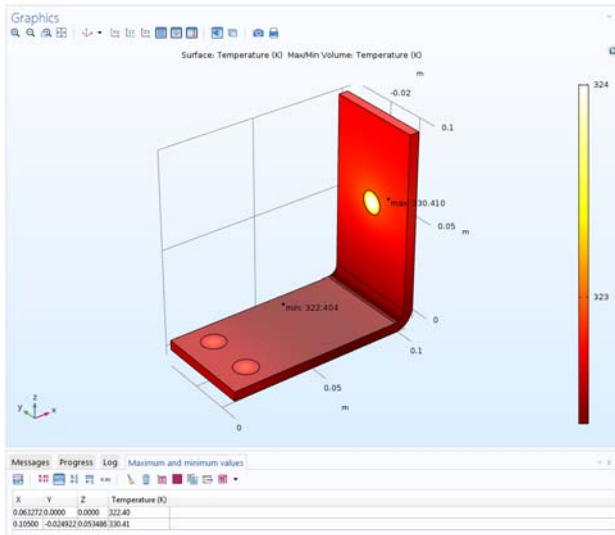 Graphics
Surface: Temperature (K) Max/Min Volume: Temperature (K)
m
-0.02
0.1
324
max: 330.410
0.05
m
323
min: 322.404
0
0.1
0.05
m
0
z
y
x
Messages Progress Log Maximum and minimum values
X Y Z Temperature (K)
0.063272 0.0000 0.0000 322.40
0.10500 -0.024922 0.053486 330.41